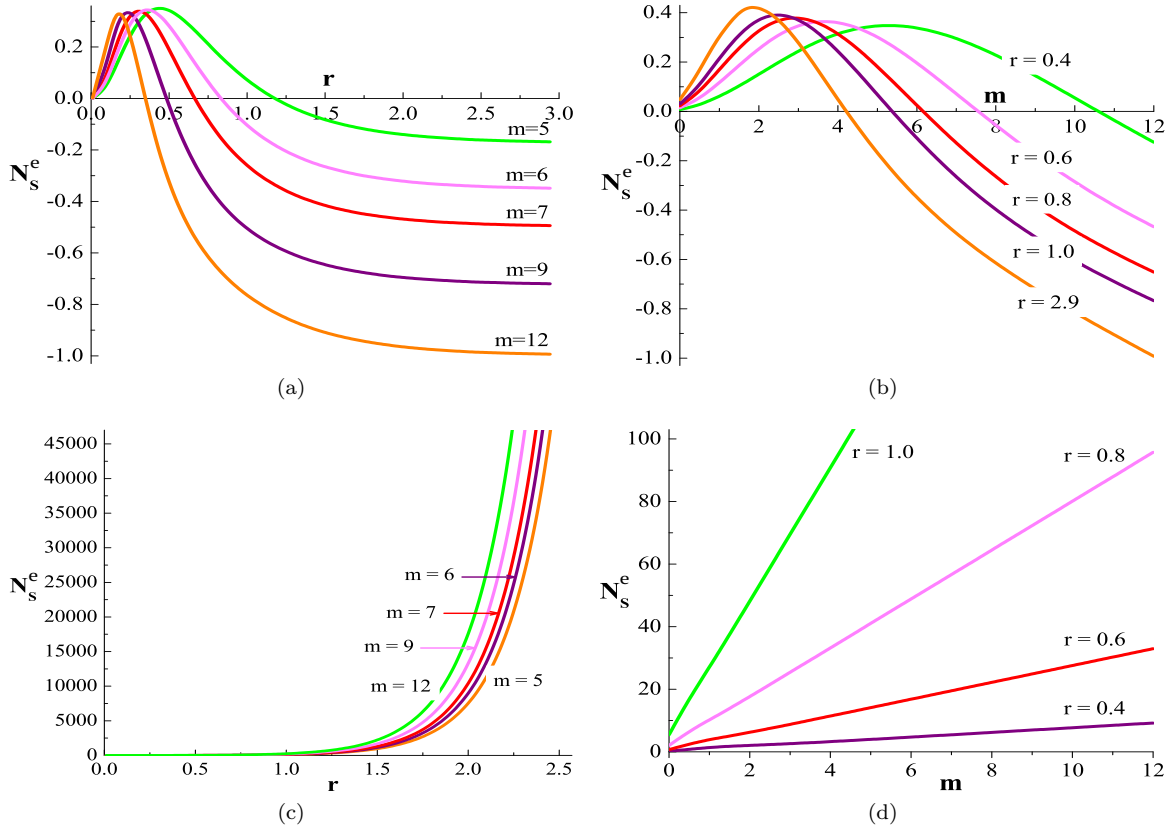 0.2
0.0
-0.2
-0.4
-0.6
-0.8
-1.0
N_s^e
r
0.0 0.5 1.0 1.5 2.0 2.5 3.0
m=5
m=6
m=7
m=9
m=12
(a)
0.4
0.2
0.0
-0.2
-0.4
-0.6
-0.8
-1.0
N_s^e
m
0 2 4 6 8 10 12
r = 0.4
r = 0.6
r = 0.8
r = 1.0
r = 2.9
(b)
45000
40000
35000
30000
25000
20000
15000
10000
5000
0
N_s^e
m = 6
m = 7
m = 9
m = 12
m = 5
0.0 0.5 1.0 1.5 2.0 2.5
r
(c)
100
80
60
40
20
0
N_s^e
r = 1.0
r = 0.8
r = 0.6
r = 0.4
0 2 4 6 8 10 12
m
(d)